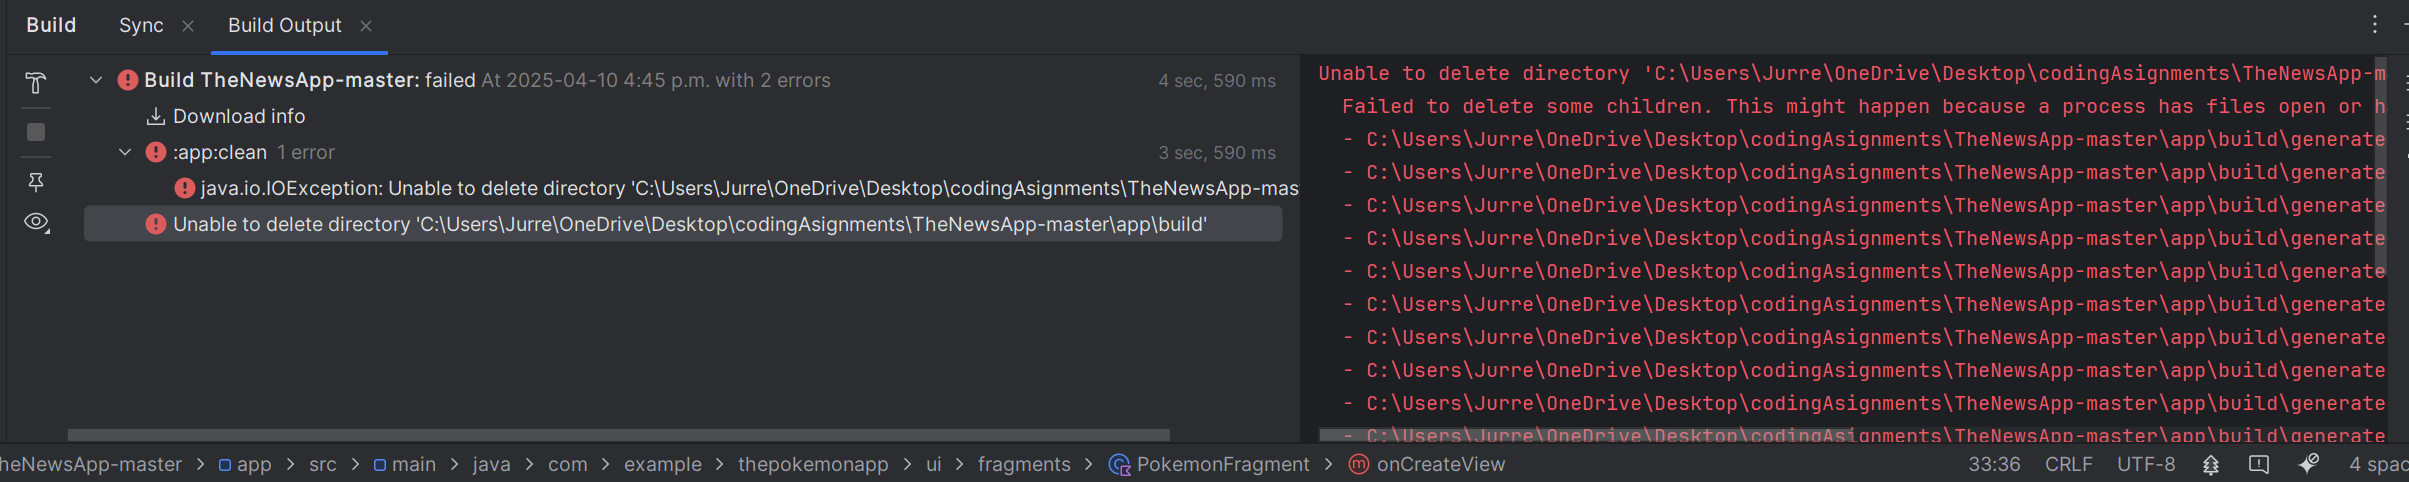 Build Sync Build Output
Build TheNewsApp-master: failed At 2025-04-10 4:45 p.m. with 2 errors 4 sec, 590 ms
Download info
:app:clean 1 error 3 sec, 590 ms
java.io.IOException: Unable to delete directory 'C:\Users\Jurre\OneDrive\Desktop\codingAsignments\TheNewsApp-mas
Unable to delete directory 'C:\Users\Jurre\OneDrive\Desktop\codingAsignments\TheNewsApp-master\app\build'
Unable to delete directory 'C:\Users\Jurre\OneDrive\Desktop\codingAsignments\TheNewsApp-m
Failed to delete some children. This might happen because a process has files open or h
- C:\Users\Jurre\OneDrive\Desktop\codingAsignments\TheNewsApp-master\app\build\generate
- C:\Users\Jurre\OneDrive\Desktop\codingAsignments\TheNewsApp-master\app\build\generate
- C:\Users\Jurre\OneDrive\Desktop\codingAsignments\TheNewsApp-master\app\build\generate
- C:\Users\Jurre\OneDrive\Desktop\codingAsignments\TheNewsApp-master\app\build\generate
- C:\Users\Jurre\OneDrive\Desktop\codingAsignments\TheNewsApp-master\app\build\generate
- C:\Users\Jurre\OneDrive\Desktop\codingAsignments\TheNewsApp-master\app\build\generate
- C:\Users\Jurre\OneDrive\Desktop\codingAsignments\TheNewsApp-master\app\build\generate
- C:\Users\Jurre\OneDrive\Desktop\codingAsignments\TheNewsApp-master\app\build\generate
- C:\Users\Jurre\OneDrive\Desktop\codingAsignments\TheNewsApp-master\app\build\generate
- C:\Users\Jurre\OneDrive\Desktop\codingAsignments\TheNewsApp-master\app\build\generate
heNewsApp-master > app > src > main > java > com > example > thepokemonapp > ui > fragments > PokemonFragment > onCreateView 33:36 CRLF UTF-8 4 spac